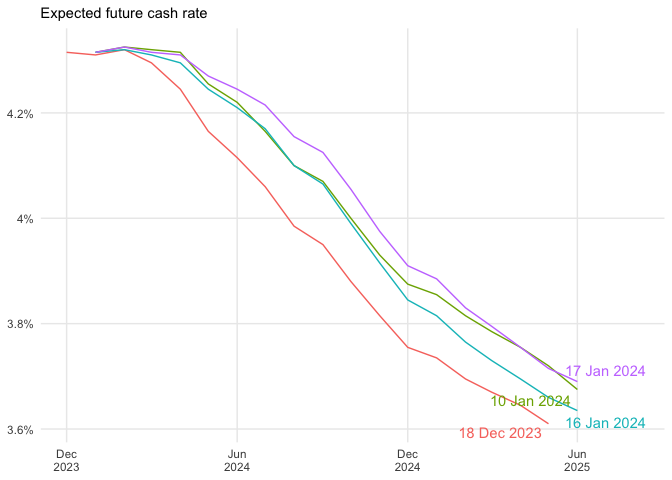 Expected future cash rate
4.2%
4%
3.8%
3.6%
17 Jan 2024
10 Jan 2024
16 Jan 2024
18 Dec 2023
Dec
2023
Jun
2024
Dec
2024
Jun
2025